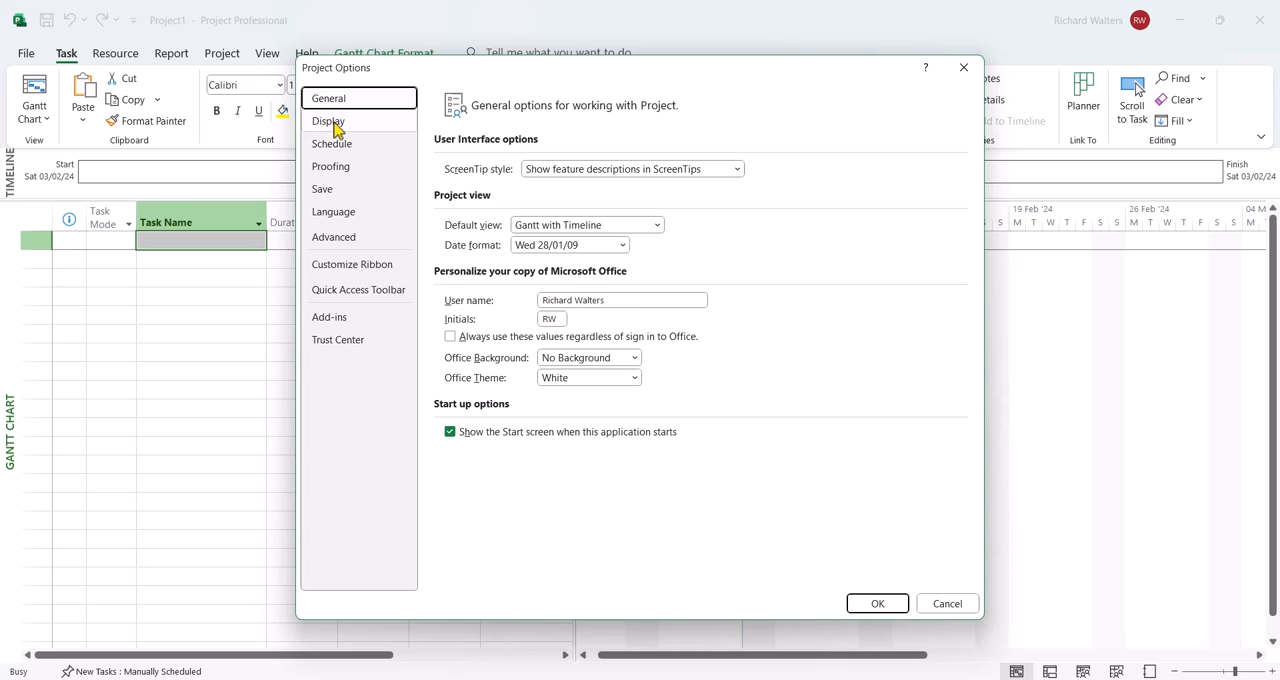 Project1 - Project Professional
Richard Walters RW
File Task Resource Report Project View Help Gantt Chart Format Tell me what you want to do
Project Options
Gantt Chart
View
Paste
Cut
Copy
Format Painter
Clipboard
Calibri
B I U
Font
Planner
Link To
Scroll to Task
Find
Clear
Fill
Editing
TIMELINE
Start
Sat 03/02/24
Finish
Sat 03/02/24
Task Mode
Task Name
19 Feb '24 26 Feb '24
S M T W T F S S M T W T F S S M
GANTT CHART
General
Display
Schedule
Proofing
Save
Language
Advanced
Customize Ribbon
Quick Access Toolbar
Add-ins
Trust Center
General options for working with Project.
User Interface options
ScreenTip style: Show feature descriptions in ScreenTips
Project view
Default view: Gantt with Timeline
Date format: Wed 28/01/09
Personalize your copy of Microsoft Office
User name: Richard Walters
Initials: RW
Always use these values regardless of sign in to Office.
Office Background: No Background
Office Theme: White
Start up options
Show the Start screen when this application starts
OK Cancel
Busy New Tasks : Manually Scheduled